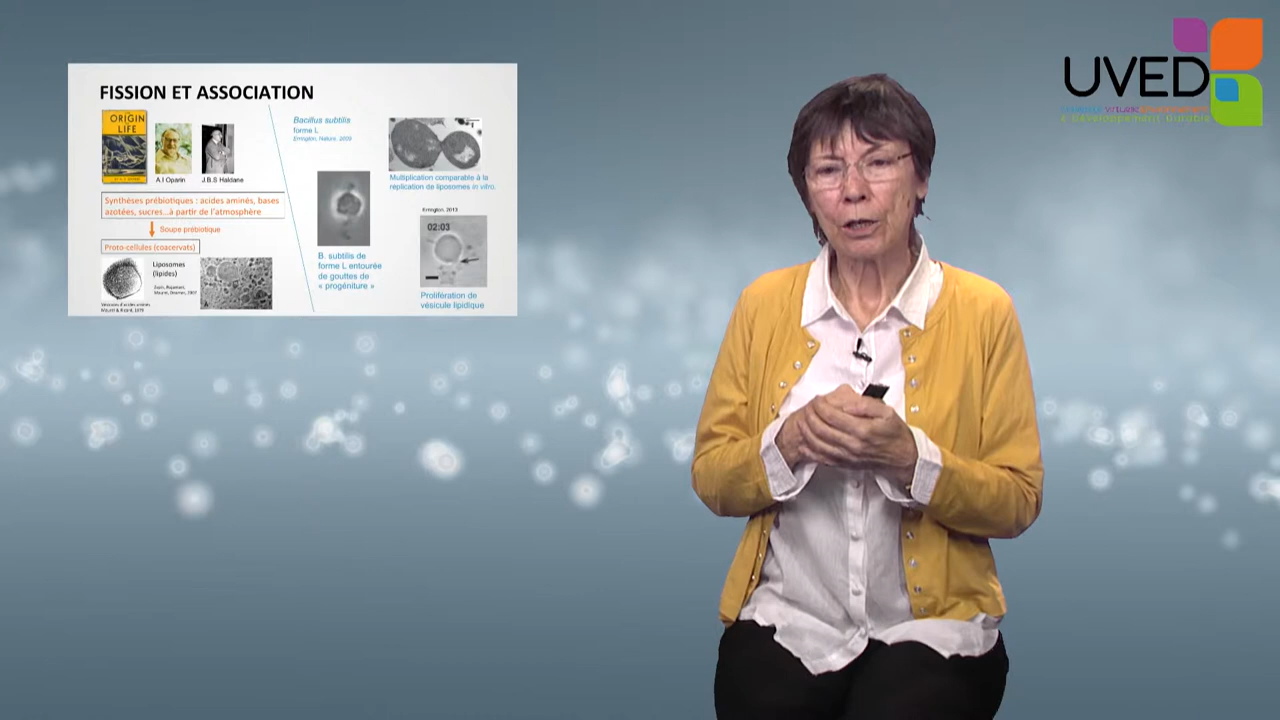 UVED
& DÉVELOPPEMENT DURABLE
FISSION ET ASSOCIATION
ORIGIN
LIFE
A I Oparin
J.B.S Haldane
Synthèses prébiotiques : acides aminés, bases
azotées, sucres...à partir de l'atmosphère
Soupe prébiotique
Proto-cellules (coacervats)
Liposomes
(lipides)
Bacillus subtilis
forme L
Errington, Nature, 2009
B. subtilis de
forme L entourée
de gouttes de
« progéniture »
Multiplication comparable à la
réplication de liposomes in vitro.
Errington, 2013
02:03
Prolifération de
vésicule lipidique